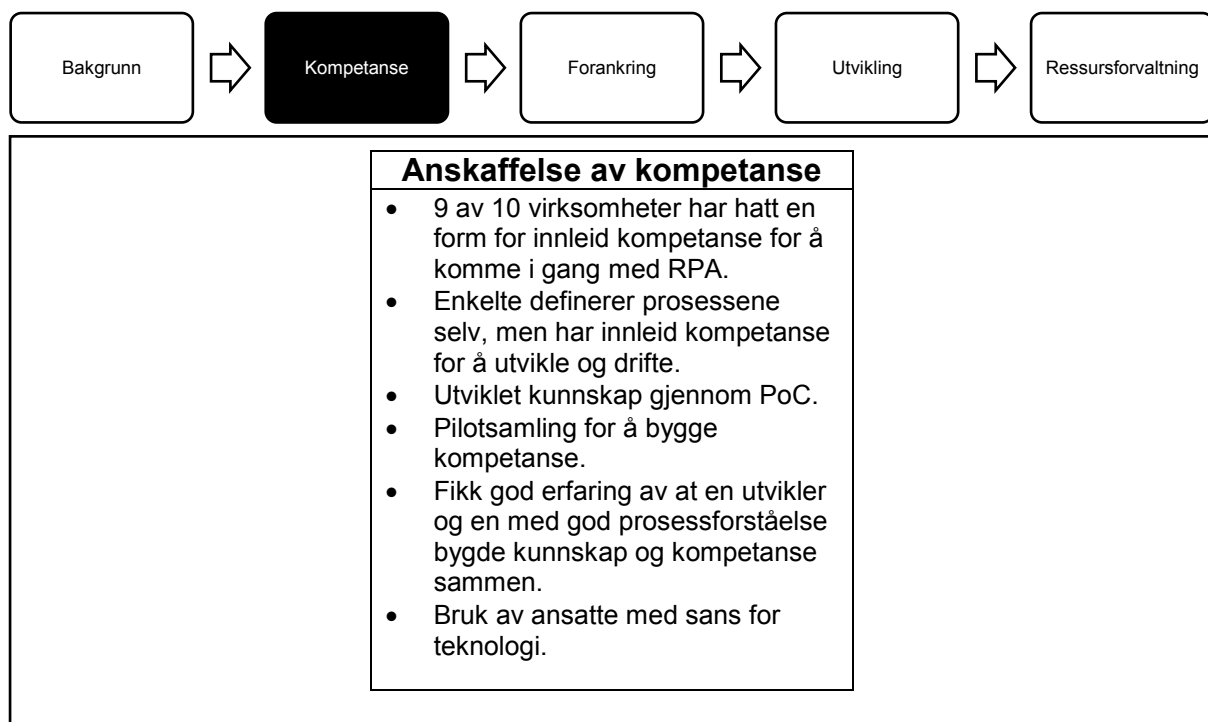 Bakgrunn
Kompetanse
Forankring
Utvikling
Ressursforvaltning
Anskaffelse av kompetanse
• 9 av 10 virksomheter har hatt en
form for innleid kompetanse for å
komme i gang med RPA.
• Enkelte definerer prosessene
selv, men har innleid kompetanse
for å utvikle og drifte.
• Utviklet kunnskap gjennom PoC.
• Pilotsamling for å bygge
kompetanse.
• Fikk god erfaring av at en utvikler
og en med god prosessforståelse
bygde kunnskap og kompetanse
sammen.
• Bruk av ansatte med sans for
teknologi.